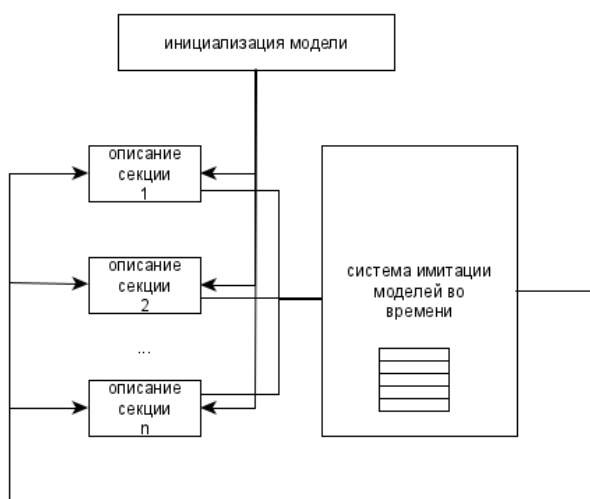 инициализация модели
описание
секции
1
описание
секции
2
...
описание
секции
n
система имитации
моделей во
времени